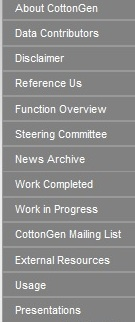 About CottonGen
Data Contributors
Disclaimer
Reference Us
Function Overview
Steering Committee
News Archive
Work Completed
Work in Progress
CottonGen Mailing List
External Resources
Usage
Presentations